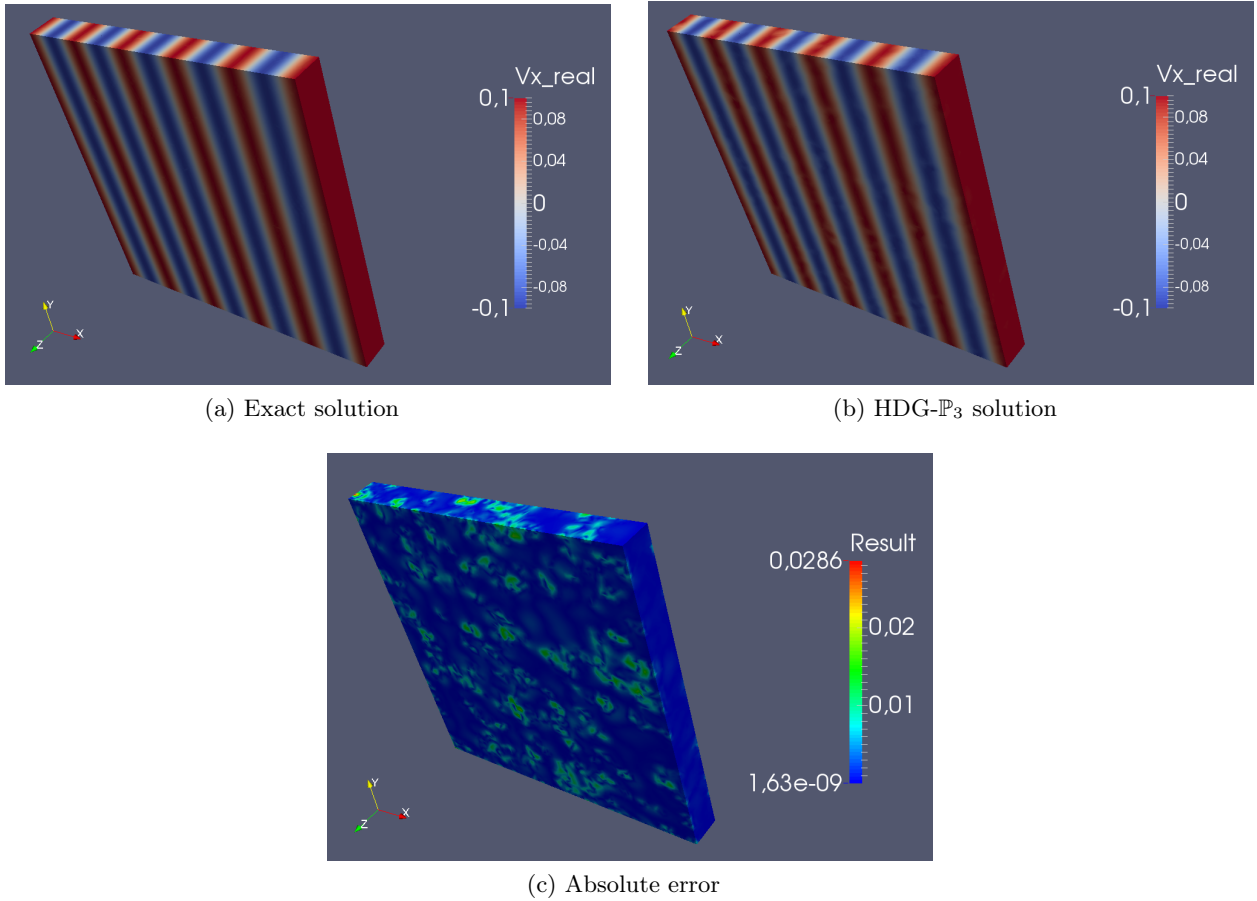 Vx_real
0,1
0,08
0,04
0
-0,04
-0,08
-0,1
Y
X
Z
(a) Exact solution
Vx_real
0,1
0,08
0,04
0
-0,04
-0,08
-0,1
Y
X
Z
(b) HDG-ℙ₃ solution
Result
0,0286
0,02
0,01
1,63e-09
Y
X
Z
(c) Absolute error